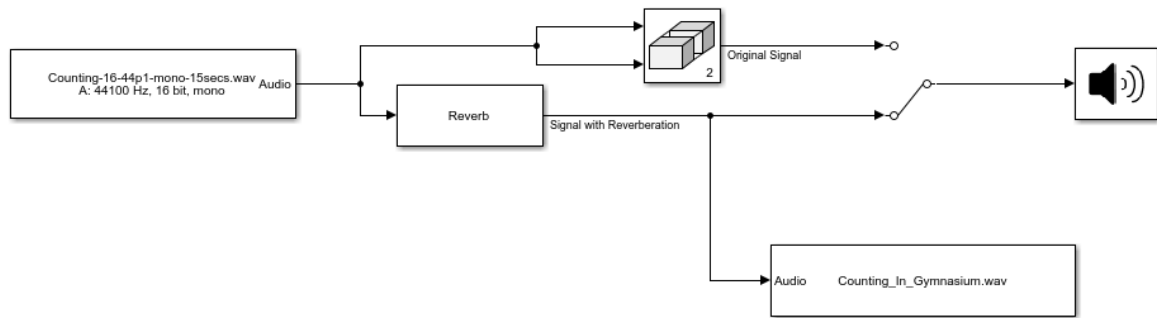 Counting-16-44p1-mono-15secs.wav
A: 44100 Hz, 16 bit, mono
Audio
2
Original Signal
Reverb
Signal with Reverberation
Audio
Counting_In_Gymnasium.wav